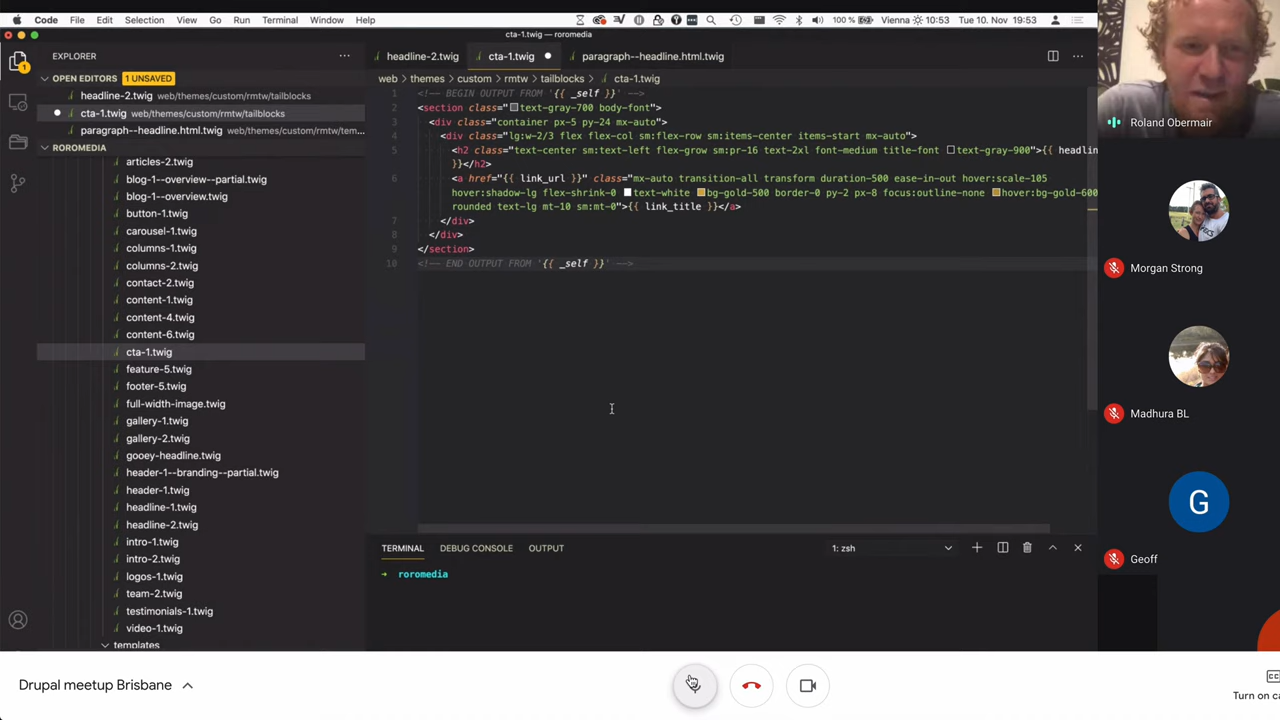 Code File Edit Selection View Go Run Terminal Window Help 100 % Vienna 10:53 Tue 10. Nov 19:53
cta-1.twig — roromedia
EXPLORER
OPEN EDITORS 1 UNSAVED
headline-2.twig web/themes/custom/rmtw/tailblocks
cta-1.twig web/themes/custom/rmtw/tailblocks
paragraph--headline.html.twig web/themes/custom/rmtw/tem...
ROROMEDIA
articles-2.twig
blog-1--overview--partial.twig
blog-1--overview.twig
button-1.twig
carousel-1.twig
columns-1.twig
columns-2.twig
contact-2.twig
content-1.twig
content-4.twig
content-6.twig
cta-1.twig
feature-5.twig
footer-5.twig
full-width-image.twig
gallery-1.twig
gallery-2.twig
gooey-headline.twig
header-1--branding--partial.twig
header-1.twig
headline-1.twig
headline-2.twig
intro-1.twig
intro-2.twig
logos-1.twig
team-2.twig
testimonials-1.twig
video-1.twig
templates
headline-2.twig cta-1.twig paragraph--headline.html.twig
web > themes > custom > rmtw > tailblocks > cta-1.twig
1 <!-- BEGIN OUTPUT FROM '{{ _self }}' -->
2 <section class="text-gray-700 body-font">
3 <div class="container px-5 py-24 mx-auto">
4 <div class="lg:w-2/3 flex flex-col sm:flex-row sm:items-center items-start mx-auto">
5 <h2 class="text-center sm:text-left flex-grow sm:pr-16 text-2xl font-medium title-font text-gray-900">{{ headlin
}}</h2>
6 <a href="{{ link_url }}" class="mx-auto transition-all transform duration-500 ease-in-out hover:scale-105
hover:shadow-lg flex-shrink-0 text-white bg-gold-500 border-0 py-2 px-8 focus:outline-none hover:bg-gold-600
rounded text-lg mt-10 sm:mt-0">{{ link_title }}</a>
7 </div>
8 </div>
9 </section>
10 <!-- END OUTPUT FROM '{{ _self }}' -->
TERMINAL DEBUG CONSOLE OUTPUT 1: zsh
→ roromedia
Roland Obermair
Morgan Strong
Madhura BL
G
Geoff
Drupal meetup Brisbane
CC
Turn on ca